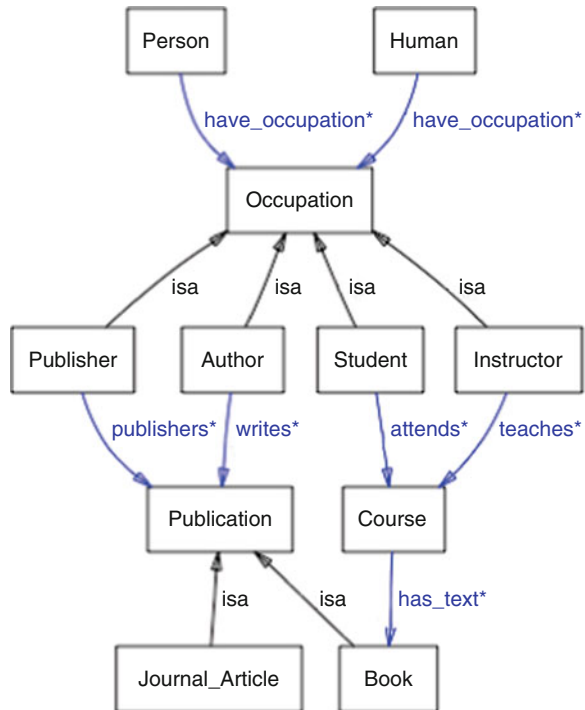 Person
Human
have_occupation*
have_occupation*
Occupation
isa
isa
isa
isa
Publisher
Author
Student
Instructor
publishers*
writes*
attends*
teaches*
Publication
Course
isa
isa
has_text*
Journal_Article
Book